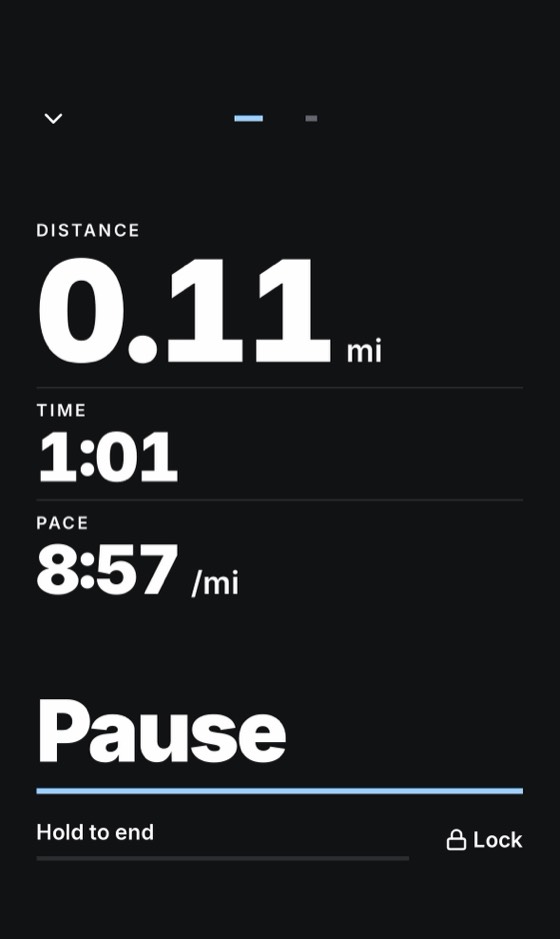 DISTANCE
0.11 mi
TIME
1:01
PACE
8:57 /mi
Pause
Hold to end
Lock